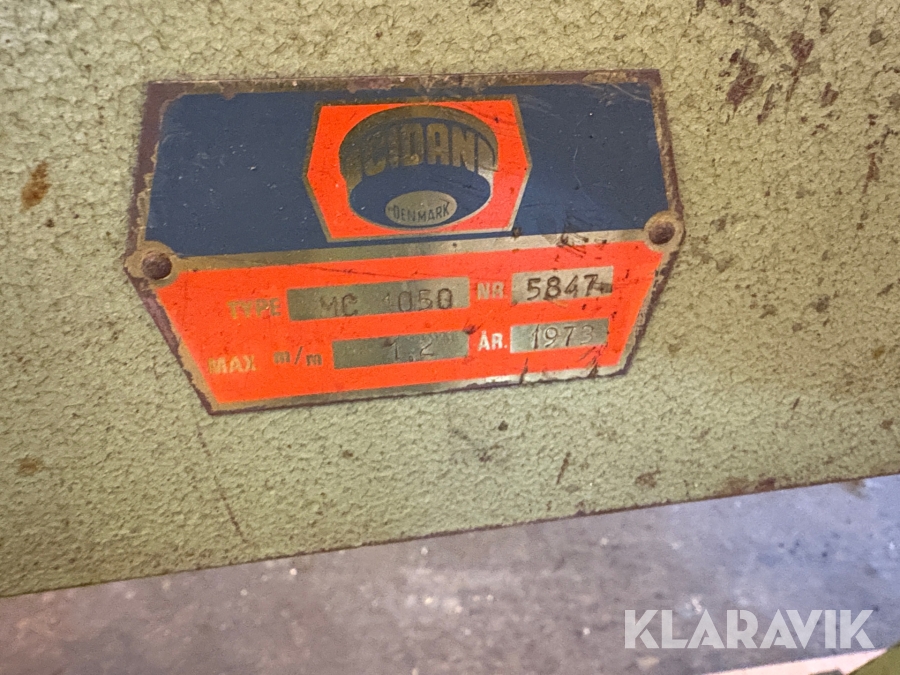 DENMARK
TYPE MC 1050 NR 5847
MAX m/m 1.2 ÅR. 1973
KLARAVIK